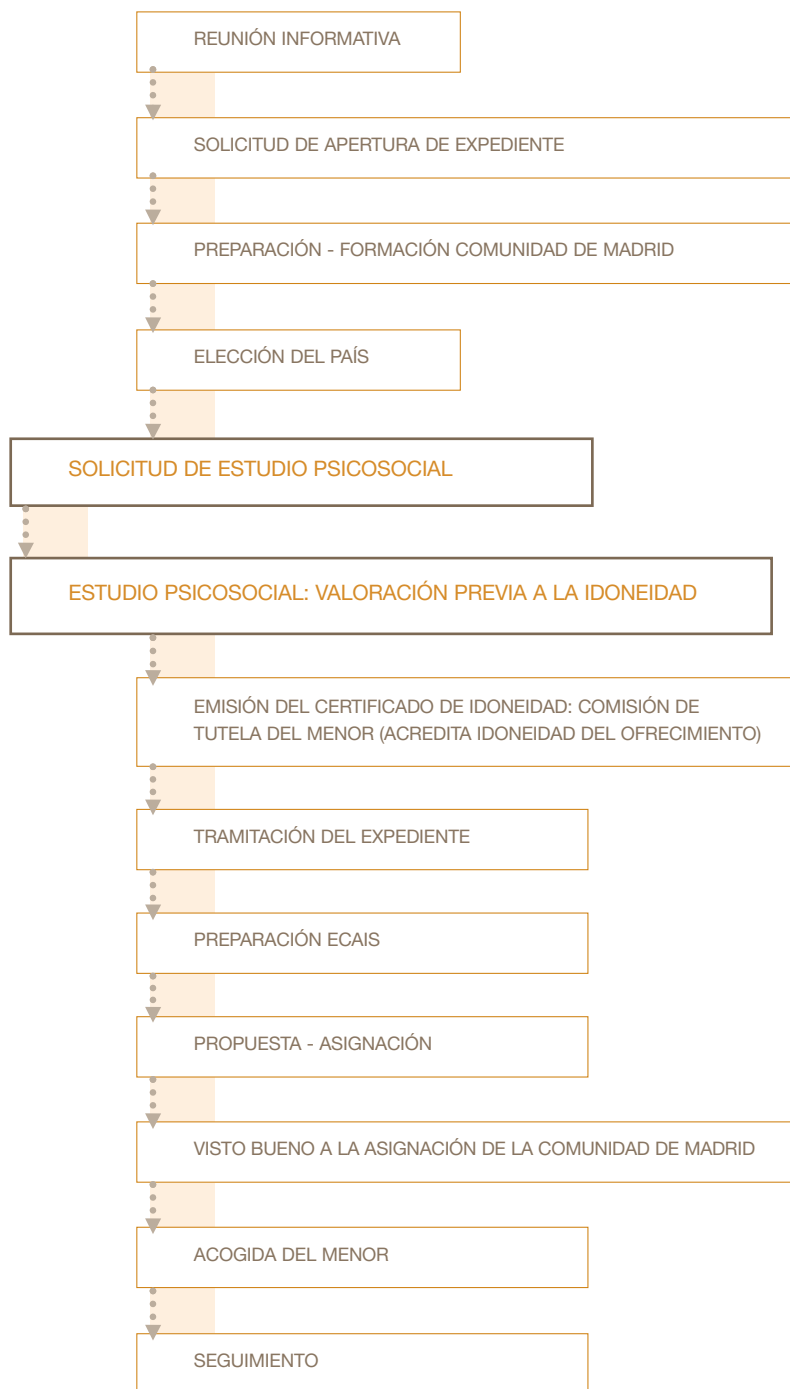 REUNIÓN INFORMATIVA
SOLICITUD DE APERTURA DE EXPEDIENTE
PREPARACIÓN - FORMACIÓN COMUNIDAD DE MADRID
ELECCIÓN DEL PAÍS
SOLICITUD DE ESTUDIO PSICOSOCIAL
ESTUDIO PSICOSOCIAL: VALORACIÓN PREVIA A LA IDONEIDAD
EMISIÓN DEL CERTIFICADO DE IDONEIDAD: COMISIÓN DE
TUTELA DEL MENOR (ACREDITA IDONEIDAD DEL OFRECIMIENTO)
TRAMITACIÓN DEL EXPEDIENTE
PREPARACIÓN ECAIS
PROPUESTA - ASIGNACIÓN
VISTO BUENO A LA ASIGNACIÓN DE LA COMUNIDAD DE MADRID
ACOGIDA DEL MENOR
SEGUIMIENTO